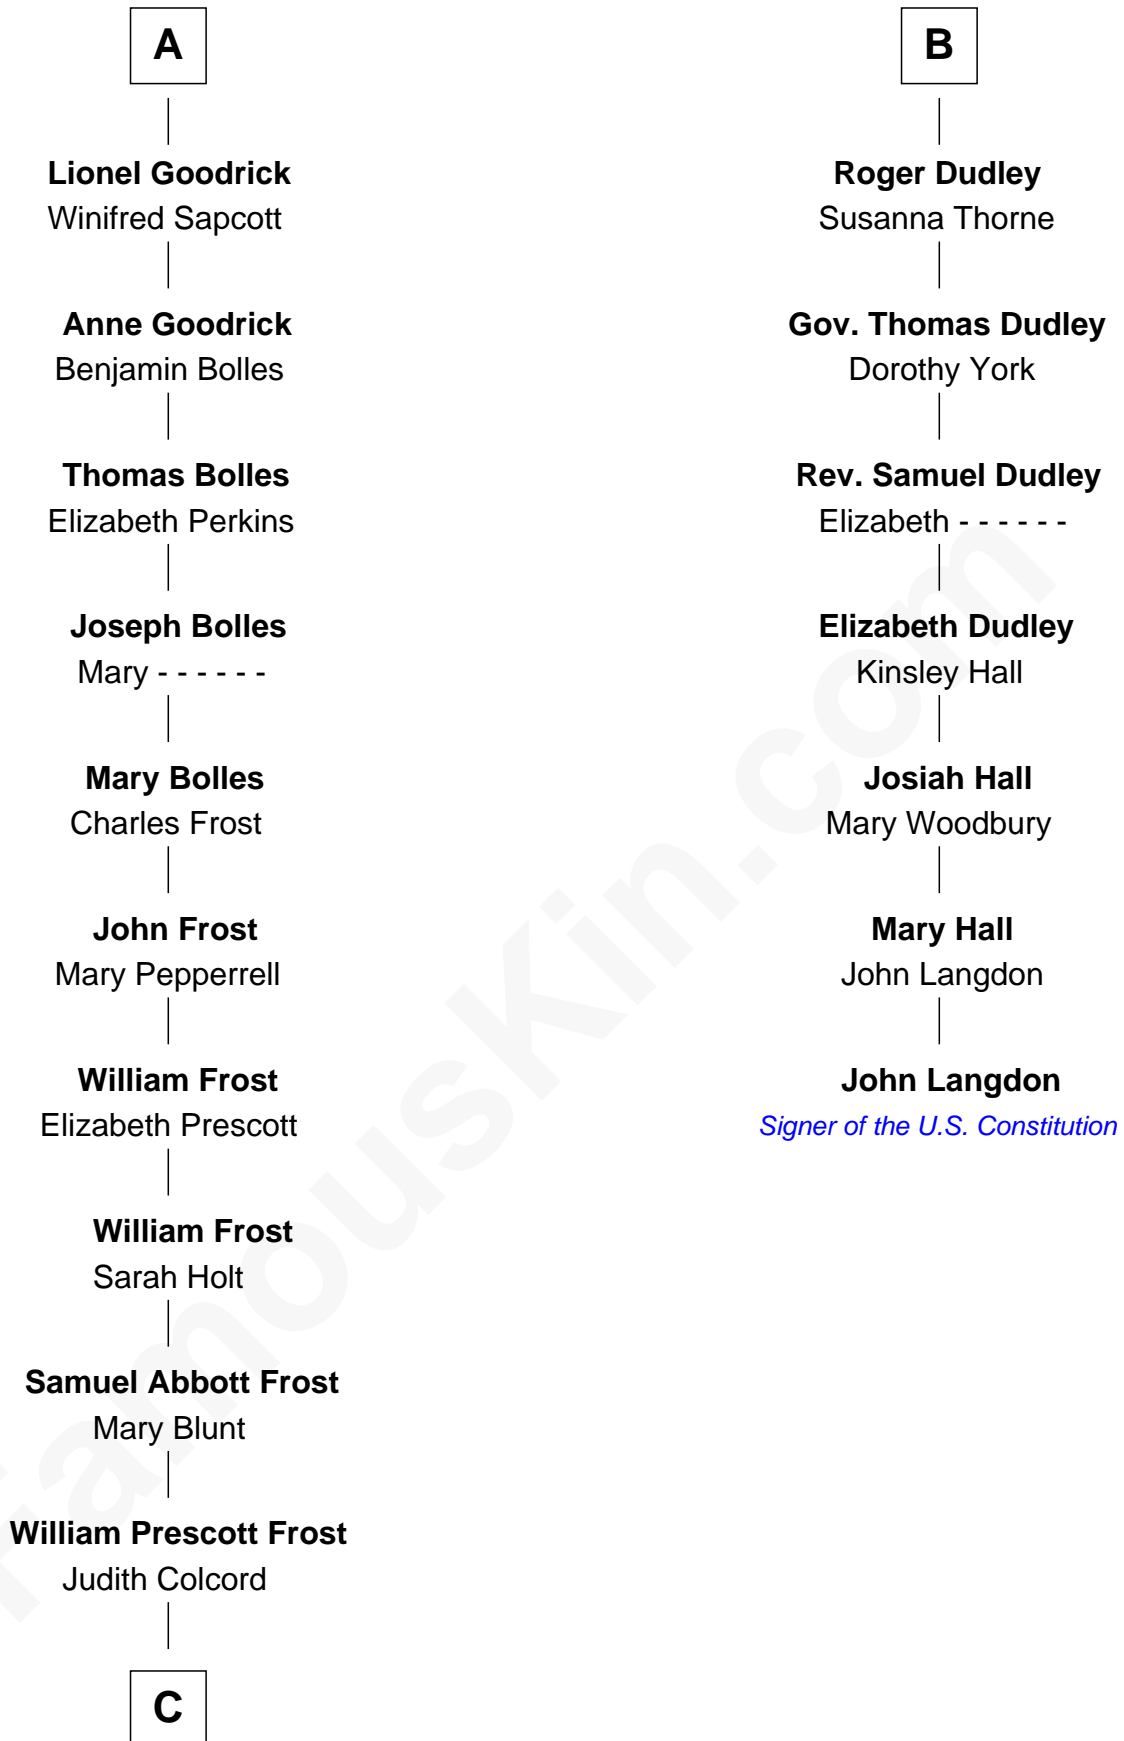 A
Lionel Goodrick
Winifred Sapcott
Anne Goodrick
Benjamin Bolles
Thomas Bolles
Elizabeth Perkins
Joseph Bolles
Mary - - - - - -
Mary Bolles
Charles Frost
John Frost
Mary Pepperrell
William Frost
Elizabeth Prescott
William Frost
Sarah Holt
Samuel Abbott Frost
Mary Blunt
William Prescott Frost
Judith Colcord
C
B
Roger Dudley
Susanna Thorne
Gov. Thomas Dudley
Dorothy York
Rev. Samuel Dudley
Elizabeth - - - - - -
Elizabeth Dudley
Kinsley Hall
Josiah Hall
Mary Woodbury
Mary Hall
John Langdon
John Langdon
Signer of the U.S. Constitution
FamousKin.com